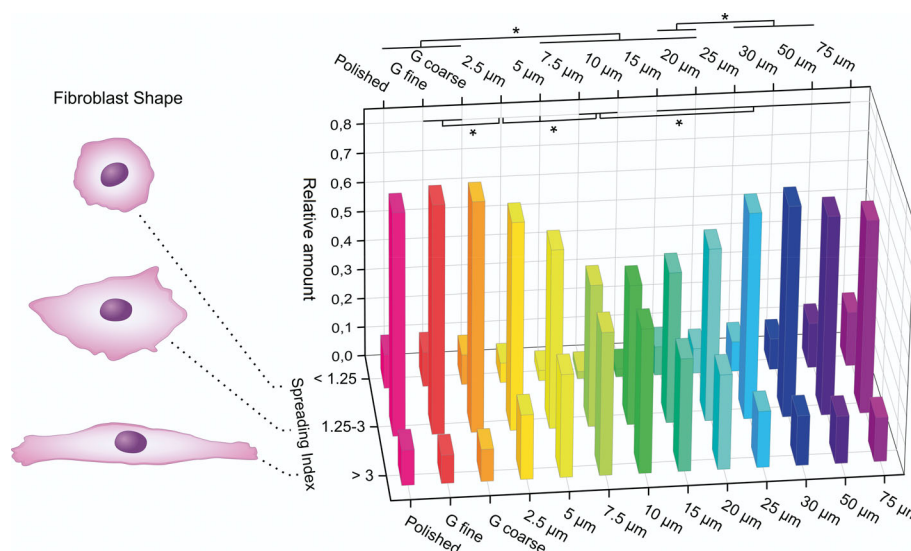 Fibroblast Shape
*
*
Polished
G fine
G coarse
2.5 µm
5 µm
7.5 µm
10 µm
15 µm
20 µm
25 µm
30 µm
50 µm
75 µm
*
*
*
Relative amount
0,8
0,7
0,6
0,5
0,4
0,3
0,2
0,1
0,0
Spreading Index
< 1.25
1.25-3
> 3
Polished
G fine
G coarse
2.5 µm
5 µm
7.5 µm
10 µm
15 µm
20 µm
25 µm
30 µm
50 µm
75 µm